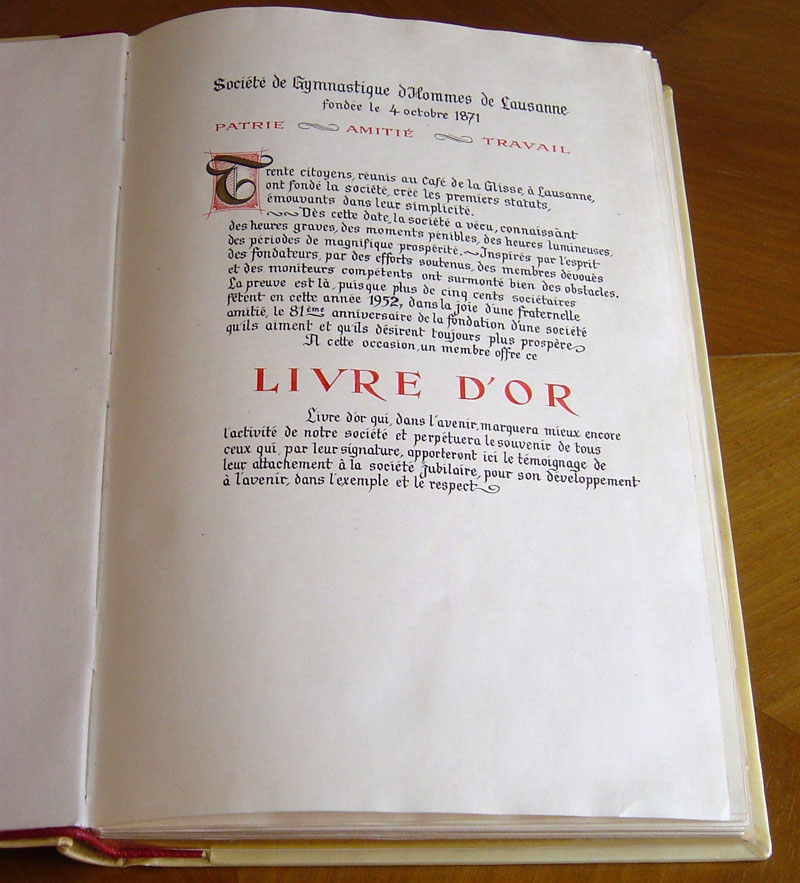 Société de Gymnastique d'Hommes de Lausanne
fondée le 4 octobre 1871
PATRIE AMITIÉ TRAVAIL
Trente citoyens, réunis au Café de la Glisse, à Lausanne,
ont fondé la société, créé les premiers statuts,
émouvants dans leur simplicité.
Dès cette date, la société a vécu, connaissant
des heures graves, des moments pénibles, des heures lumineuses,
des périodes de magnifique prospérité. Inspirés par l'esprit
des fondateurs, par des efforts soutenus, des membres dévoués
et des moniteurs compétents ont surmonté bien des obstacles.
La preuve est là, puisque plus de cinq cents sociétaires
fêtent en cette année 1952, dans la joie d'une fraternelle
amitié, le 81ème anniversaire de la fondation d'une société
qu'ils aiment et qu'ils désirent toujours plus prospère
A cette occasion, un membre offre ce
LIVRE D'OR
Livre d'or qui, dans l'avenir, marquera mieux encore
l'activité de notre société et perpétuera le souvenir de tous
ceux qui, par leur signature, apporteront ici le témoignage de
leur attachement à la société jubilaire, pour son développement
à l'avenir, dans l'exemple et le respect